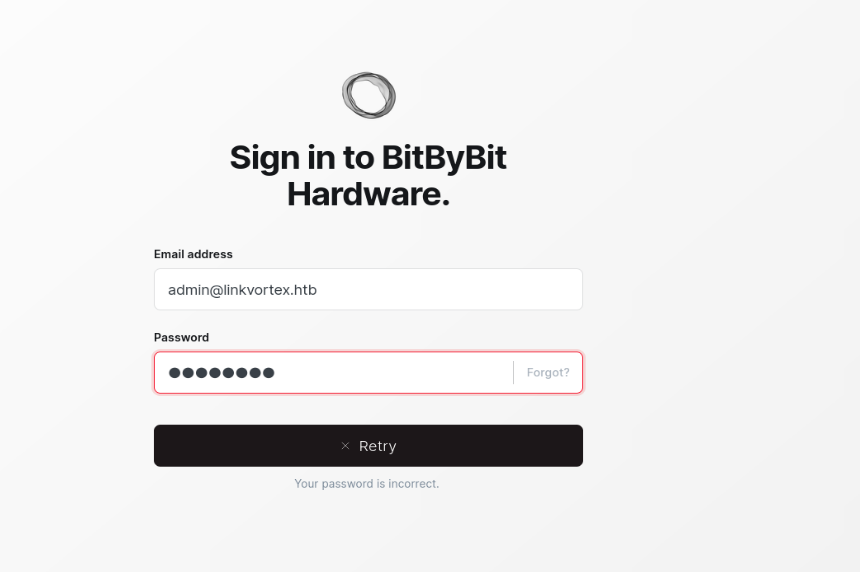 Sign in to BitByBit
Hardware.
Email address
admin@linkvortex.htb
Password
●●●●●●●●
Forgot?
× Retry
Your password is incorrect.